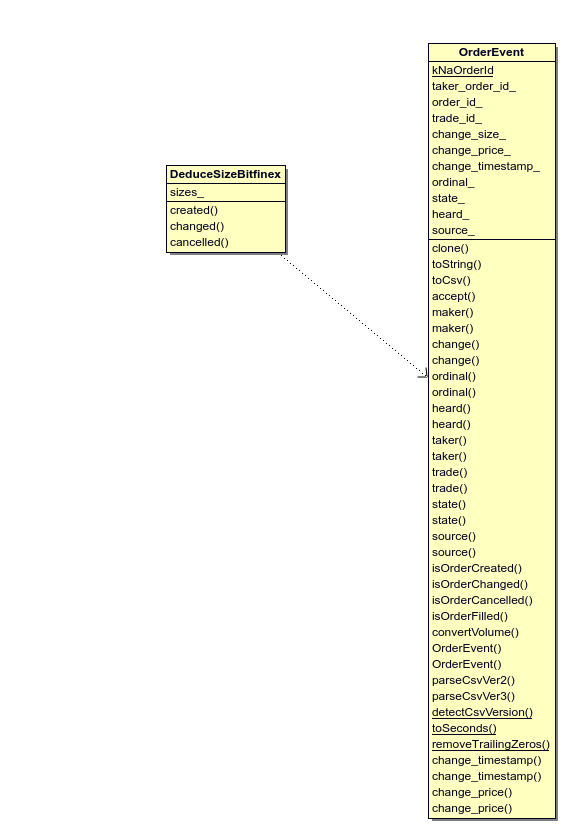 DeduceSizeBitfinex
sizes_
created()
changed()
cancelled()
OrderEvent
kNaOrderId
taker_order_id_
order_id_
trade_id_
change_size_
change_price_
change_timestamp_
ordinal_
state_
heard_
source_
clone()
toString()
toCsv()
accept()
maker()
maker()
change()
change()
ordinal()
ordinal()
heard()
heard()
taker()
taker()
trade()
trade()
state()
state()
source()
source()
isOrderCreated()
isOrderChanged()
isOrderCancelled()
isOrderFilled()
convertVolume()
OrderEvent()
OrderEvent()
parseCsvVer2()
parseCsvVer3()
detectCsvVersion()
toSeconds()
removeTrailingZeros()
change_timestamp()
change_timestamp()
change_price()
change_price()